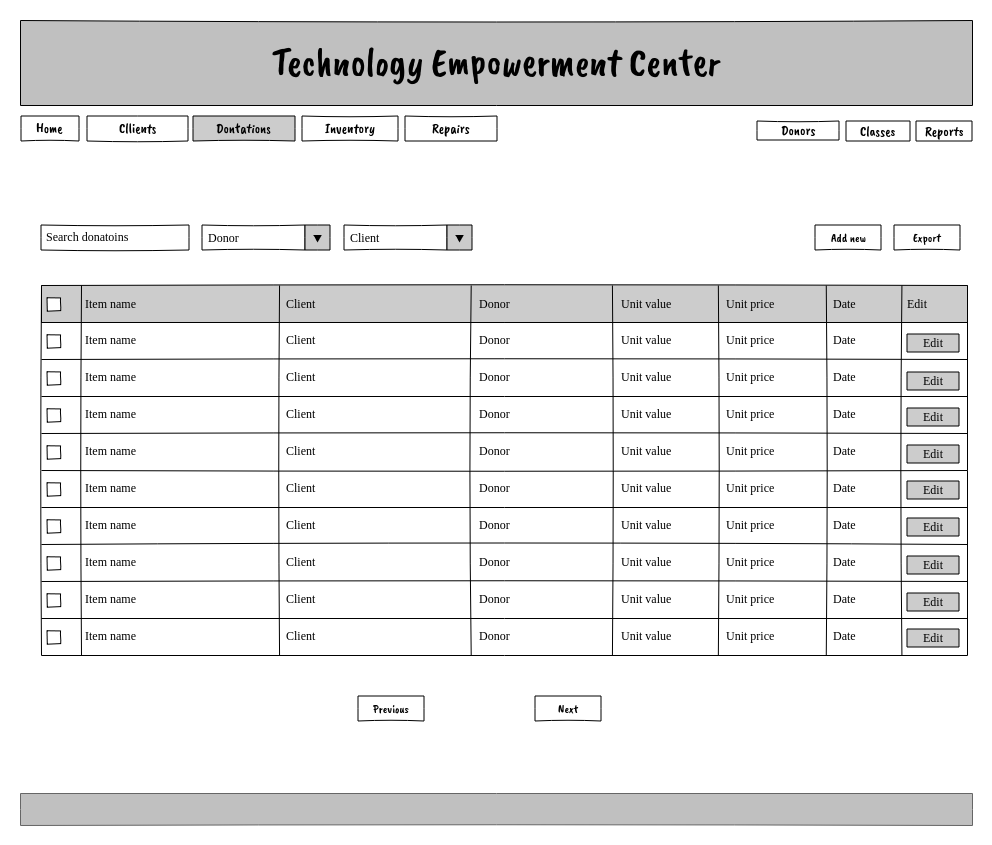 Technology Empowerment Center
Home Cllients Dontations Inventory Repairs Donors Classes Reports
Search donatoins Donor Client Add new Export
Item name Client Donor Unit value Unit price Date Edit
Item name Client Donor Unit value Unit price Date Edit
Item name Client Donor Unit value Unit price Date Edit
Item name Client Donor Unit value Unit price Date Edit
Item name Client Donor Unit value Unit price Date Edit
Item name Client Donor Unit value Unit price Date Edit
Item name Client Donor Unit value Unit price Date Edit
Item name Client Donor Unit value Unit price Date Edit
Item name Client Donor Unit value Unit price Date Edit
Item name Client Donor Unit value Unit price Date Edit
Previous Next